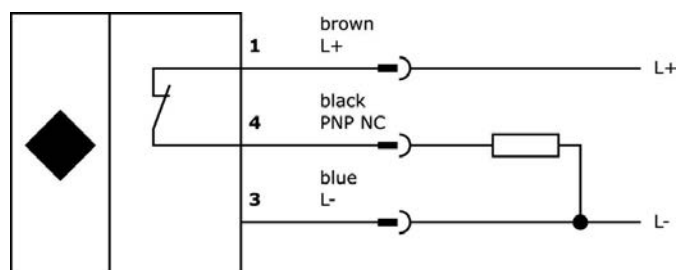 brown
1 L+ L+
black
4 PNP NC
blue
3 L- L-